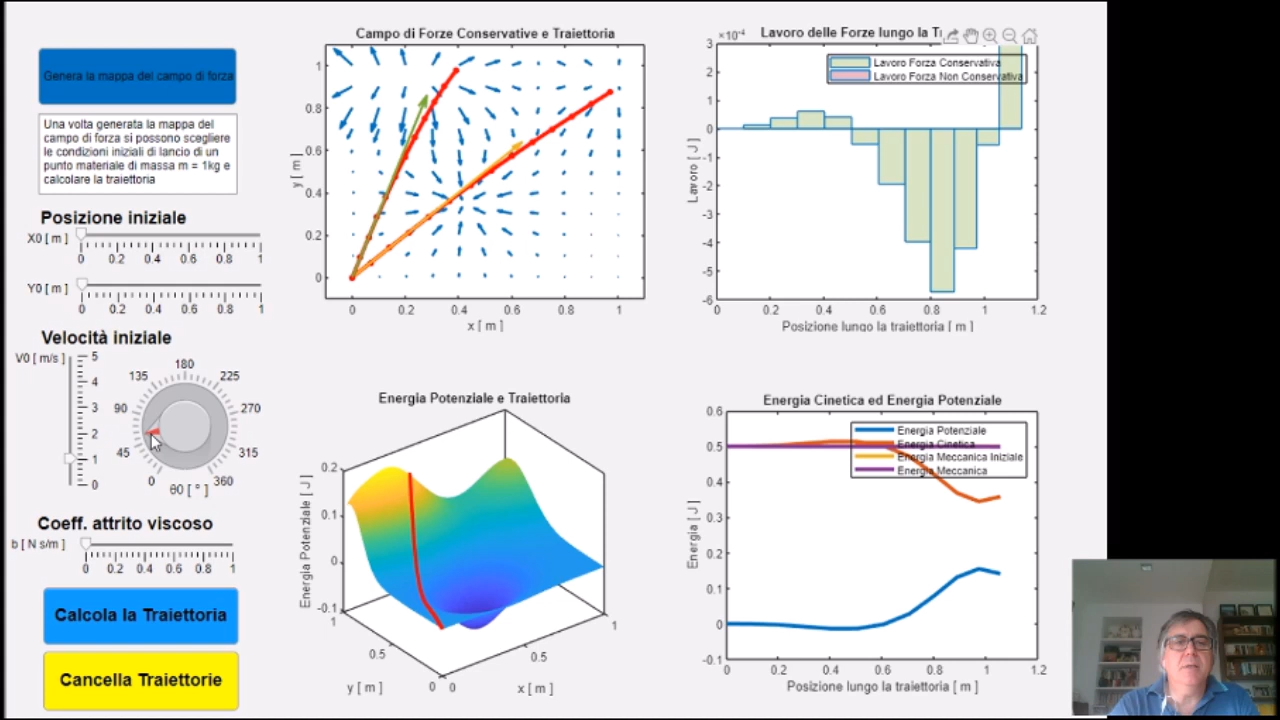 Genera la mappa del campo di forza
Una volta generata la mappa del
campo di forza si possono scegliere
le condizioni iniziali di lancio di un
punto materiale di massa m = 1kg e
calcolare la traiettoria
Posizione iniziale
X0 [ m ]
0 0.2 0.4 0.6 0.8 1
Y0 [ m ]
0 0.2 0.4 0.6 0.8 1
Velocità iniziale
V0 [ m/s ]
5
4
3
2
1
0
0 45 90 135 180 225 270 315 360
θ0 [ ° ]
Coeff. attrito viscoso
b [ N s/m ]
0 0.2 0.4 0.6 0.8 1
Calcola la Traiettoria
Cancella Traiettorie
Campo di Forze Conservative e Traiettoria
y [ m ]
1
0.8
0.6
0.4
0.2
0
0 0.2 0.4 0.6 0.8 1
x [ m ]
×10⁻⁴
Lavoro delle Forze lungo la
Lavoro Forza Conservativa
Lavoro Forza Non Conservativa
Lavoro [ J ]
3
2
1
0
-1
-2
-3
-4
-5
-6
0 0.2 0.4 0.6 0.8 1 1.2
Posizione lungo la traiettoria [ m ]
Energia Potenziale e Traiettoria
Energia Potenziale [ J ]
0.2
0.1
0
-0.1
1
0.5
0
y [ m ]
0
0.5
1
x [ m ]
Energia Cinetica ed Energia Potenziale
Energia Potenziale
Energia Cinetica
Energia Meccanica Iniziale
Energia Meccanica
Energia [ J ]
0.6
0.5
0.4
0.3
0.2
0.1
0
-0.1
0 0.2 0.4 0.6 0.8 1 1.2
Posizione lungo la traiettoria [ m ]